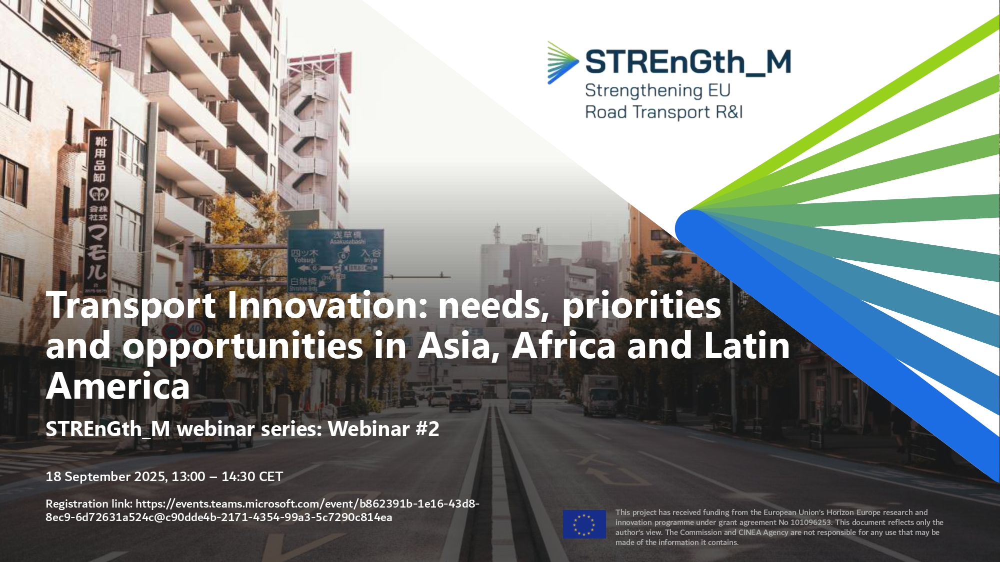 STREnGth_M
Strengthening EU
Road Transport R&I
靴用品卸
株式
会社
マモル
浅草橋
Asakusabashi
四ツ木
Yotsugi
入谷
Iriya
6
6
白鬚橋
Shirahige Brdg.
40
Transport Innovation: needs, priorities
and opportunities in Asia, Africa and Latin
America
STREnGth_M webinar series: Webinar #2
18 September 2025, 13:00 – 14:30 CET
Registration link: https://events.teams.microsoft.com/event/b862391b-1e16-43d8-
8ec9-6d72631a524c@c90dde4b-2171-4354-99a3-5c7290c814ea
This project has received funding from the European Union's Horizon Europe research and
innovation programme under grant agreement No 101096253. This document reflects only the
author's view. The Commission and CINEA Agency are not responsible for any use that may be
made of the information it contains.